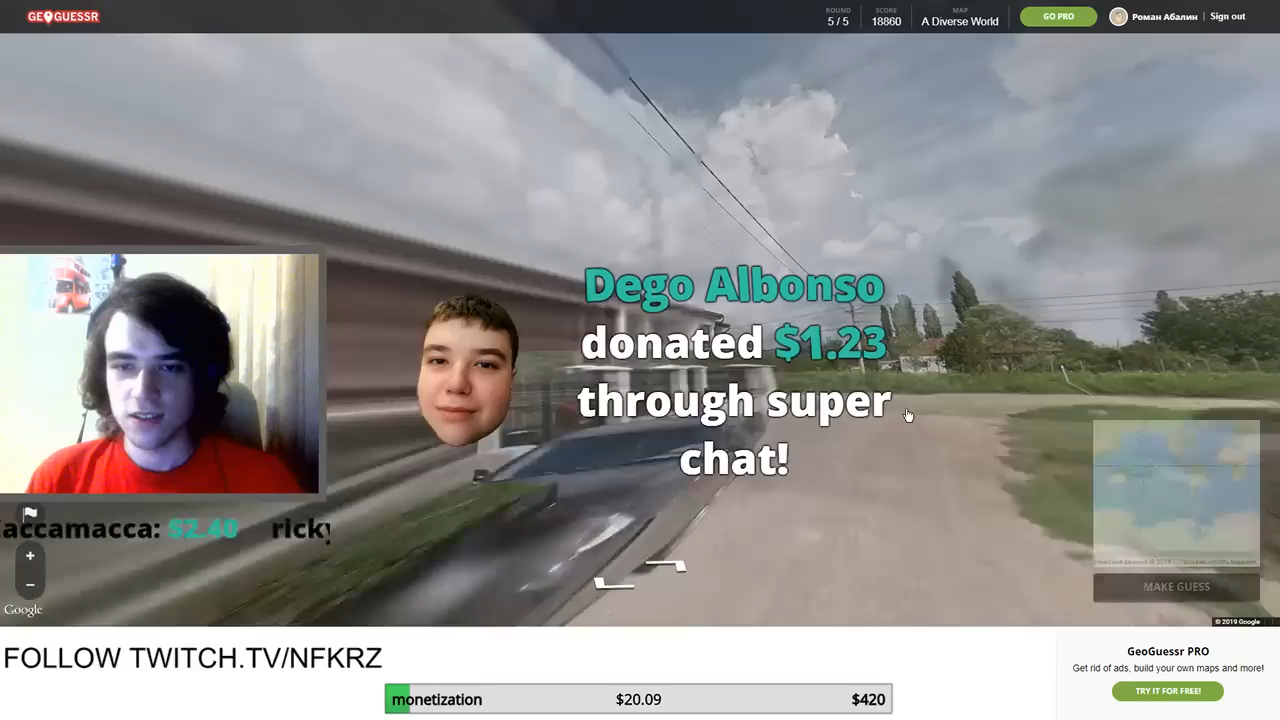 GEOGUESSR
ROUND
5 / 5
SCORE
18860
MAP
A Diverse World
GO PRO
Роман Абалин
Sign out
Dego Albonso
donated $1.23
through super
chat!
accamacca: $2.40 ricky
Google
MAKE GUESS
© 2019 Google
FOLLOW TWITCH.TV/NFKRZ
monetization
$20.09
$420
GeoGuessr PRO
Get rid of ads, build your own maps and more!
TRY IT FOR FREE!